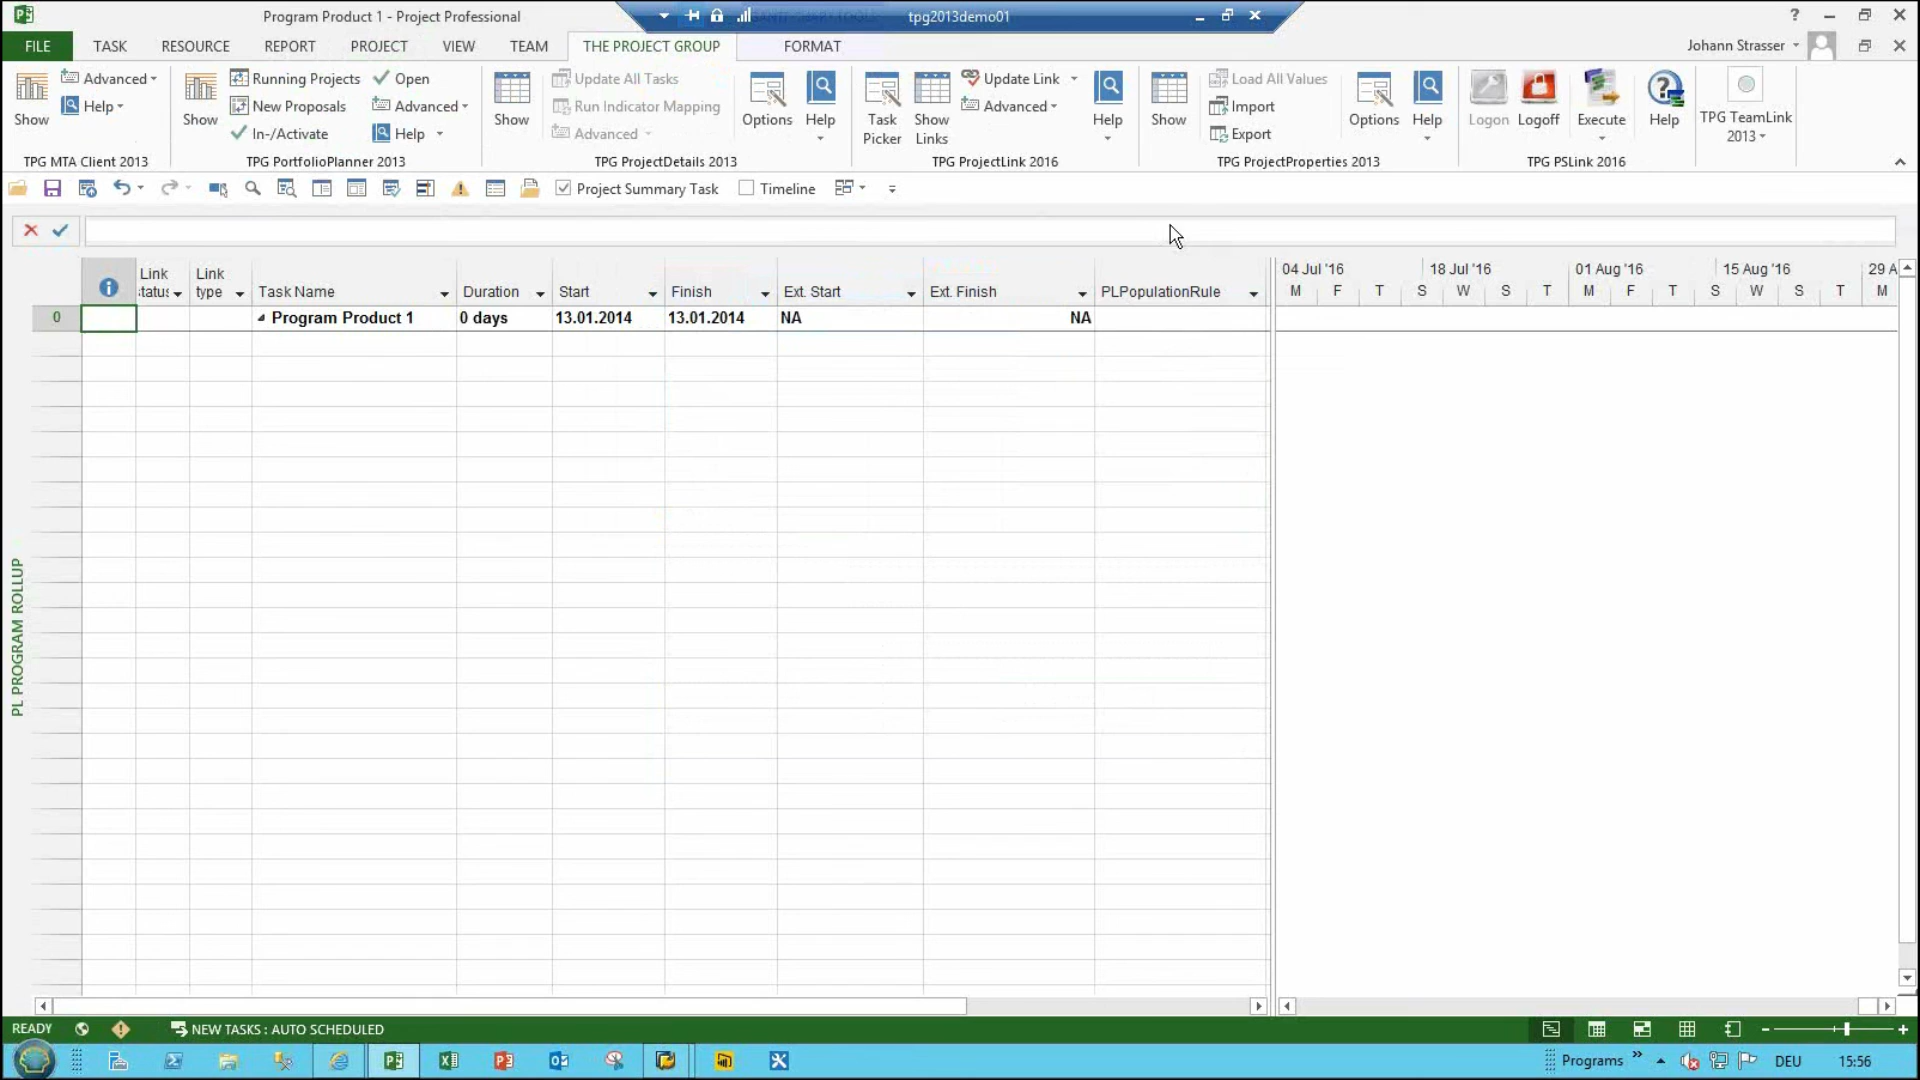 Program Product 1 - Project Professional
tpg2013demo01
?
FILE TASK RESOURCE REPORT PROJECT VIEW TEAM THE PROJECT GROUP FORMAT
Johann Strasser
Show Advanced Help
TPG MTA Client 2013
Show Running Projects Open
New Proposals Advanced
In-/Activate Help
TPG PortfolioPlanner 2013
Show Update All Tasks
Run Indicator Mapping
Advanced
Options Help
TPG ProjectDetails 2013
Task Picker Show Links Update Link
Advanced
Help
TPG ProjectLink 2016
Show Load All Values
Import
Export
Options Help
TPG ProjectProperties 2013
Logon Logoff Execute Help
TPG PSLink 2016
TPG TeamLink
2013
Project Summary Task Timeline
Link tatus Link type Task Name Duration Start Finish Ext. Start Ext. Finish PLPopulationRule
04 Jul '16 18 Jul '16 01 Aug '16 15 Aug '16 29 A
M F T S W S T M F T S W S T M
0 Program Product 1 0 days 13.01.2014 13.01.2014 NA NA
PL PROGRAM ROLLUP
READY NEW TASKS : AUTO SCHEDULED
Programs DEU 15:56